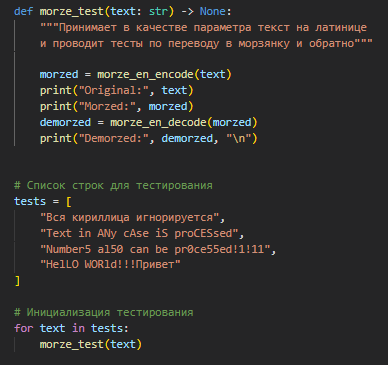 def morze_test(text: str) -> None:
    """Принимает в качестве параметра текст на латинице
    и проводит тесты по переводу в морзянку и обратно"""
    morzed = morze_en_encode(text)
    print("Original:", text)
    print("Morzed:", morzed)
    demorzed = morze_en_decode(morzed)
    print("Demorzed:", demorzed, "\n")
# Список строк для тестирования
tests = [
    "Вся кириллица игнорируется",
    "Text in ANy cAse iS proCESsed",
    "Number5 al50 can be pr0ce55ed!1!11",
    "HelLO WORld!!!Привет"
]
# Инициализация тестирования
for text in tests:
    morze_test(text)